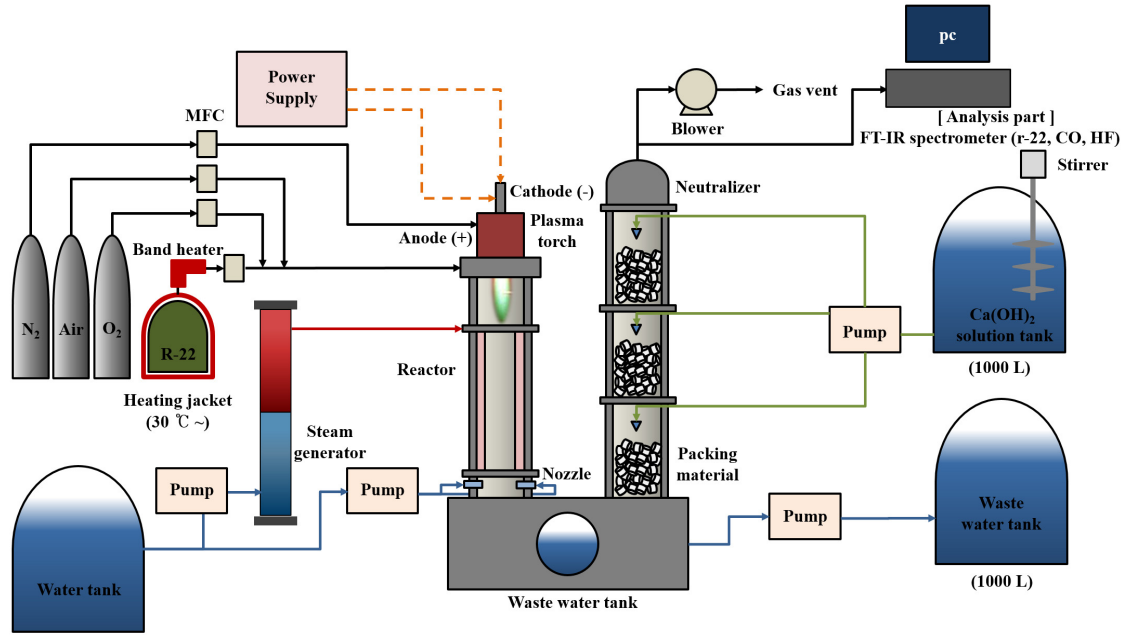 pc
Power
Supply
MFC
Gas vent
Blower
[ Analysis part ]
FT-IR spectrometer (r-22, CO, HF)
Stirrer
Cathode (-)
Neutralizer
Plasma
torch
Anode (+)
Band heater
N₂
Air
O₂
R-22
Pump
Ca(OH)₂
solution tank
(1000 L)
Reactor
Heating jacket
(30 ℃ ~)
Steam
generator
Nozzle
Packing
material
Pump
Pump
Pump
Waste
water tank
Water tank
(1000 L)
Waste water tank